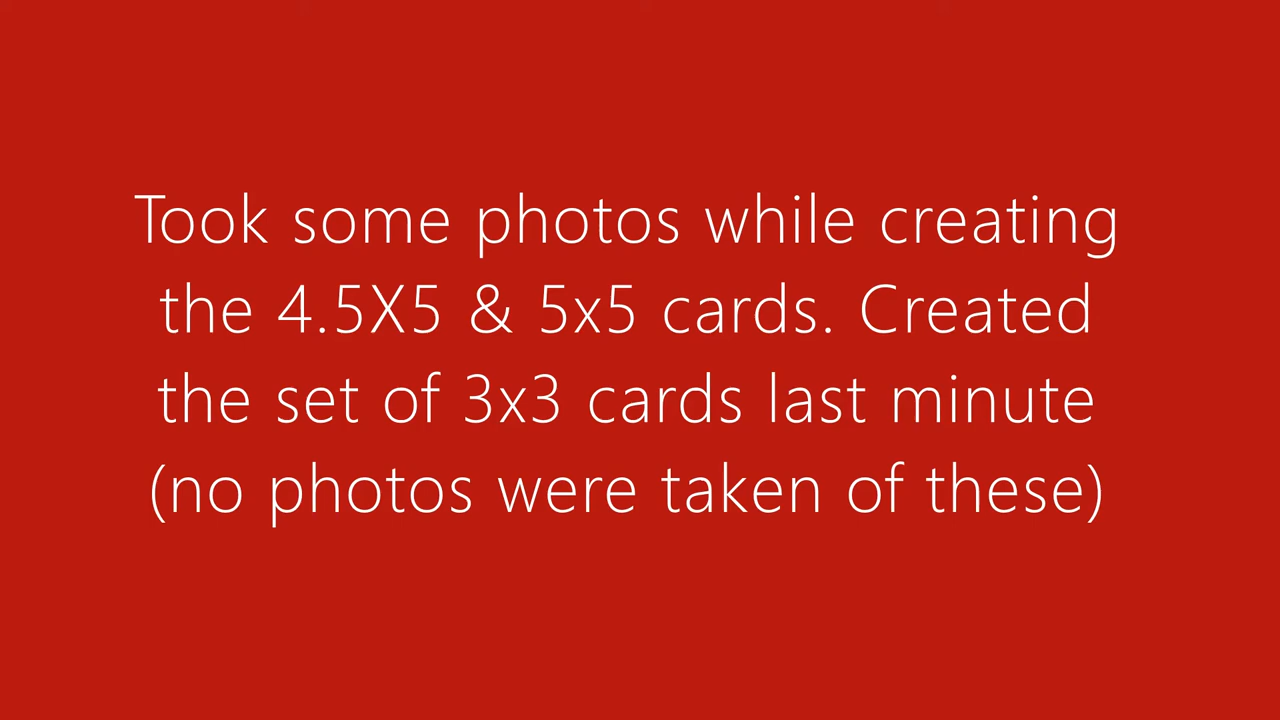 Took some photos while creating
the 4.5X5 & 5x5 cards. Created
the set of 3x3 cards last minute
(no photos were taken of these)